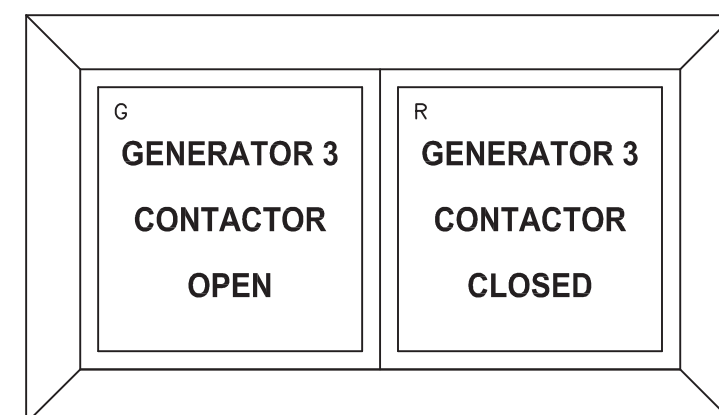 G
GENERATOR 3
CONTACTOR
OPEN
R
GENERATOR 3
CONTACTOR
CLOSED